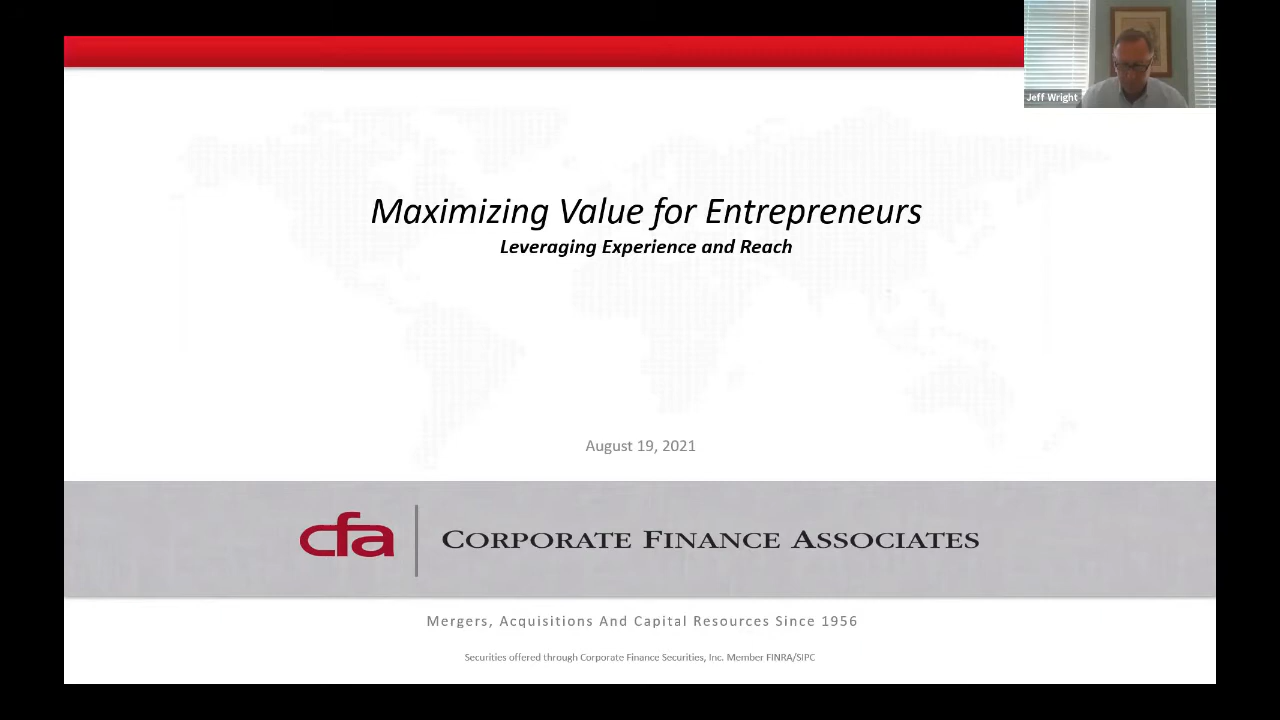 Jeff Wright
Maximizing Value for Entrepreneurs
Leveraging Experience and Reach
August 19, 2021
cfa
CORPORATE FINANCE ASSOCIATES
Mergers, Acquisitions And Capital Resources Since 1956
Securities offered through Corporate Finance Securities, Inc. Member FINRA/SIPC